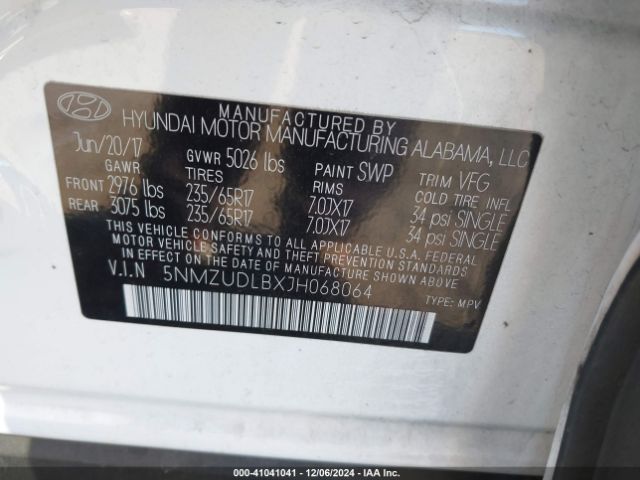 MANUFACTURED BY
HYUNDAI MOTOR MANUFACTURING ALABAMA, LLC
Jun/20/17 GVWR 5026 lbs PAINT SWP TRIM VFG
GAWR TIRES RIMS COLD TIRE INFL
FRONT 2976 lbs 235/65R17 7.0JX17 34 psi SINGLE
REAR 3075 lbs 235/65R17 7.0JX17 34 psi SINGLE
THIS VEHICLE CONFORMS TO ALL APPLICABLE U.S.A. FEDERAL
MOTOR VEHICLE SAFETY AND THEFT PREVENTION STANDARDS IN
EFFECT ON THE DATE OF MANUFACTURE SHOWN ABOVE.
V.I.N 5NMZUDLBXJH068064
TYPE: MPV
000-41041041 - 12/06/2024 - IAA Inc.